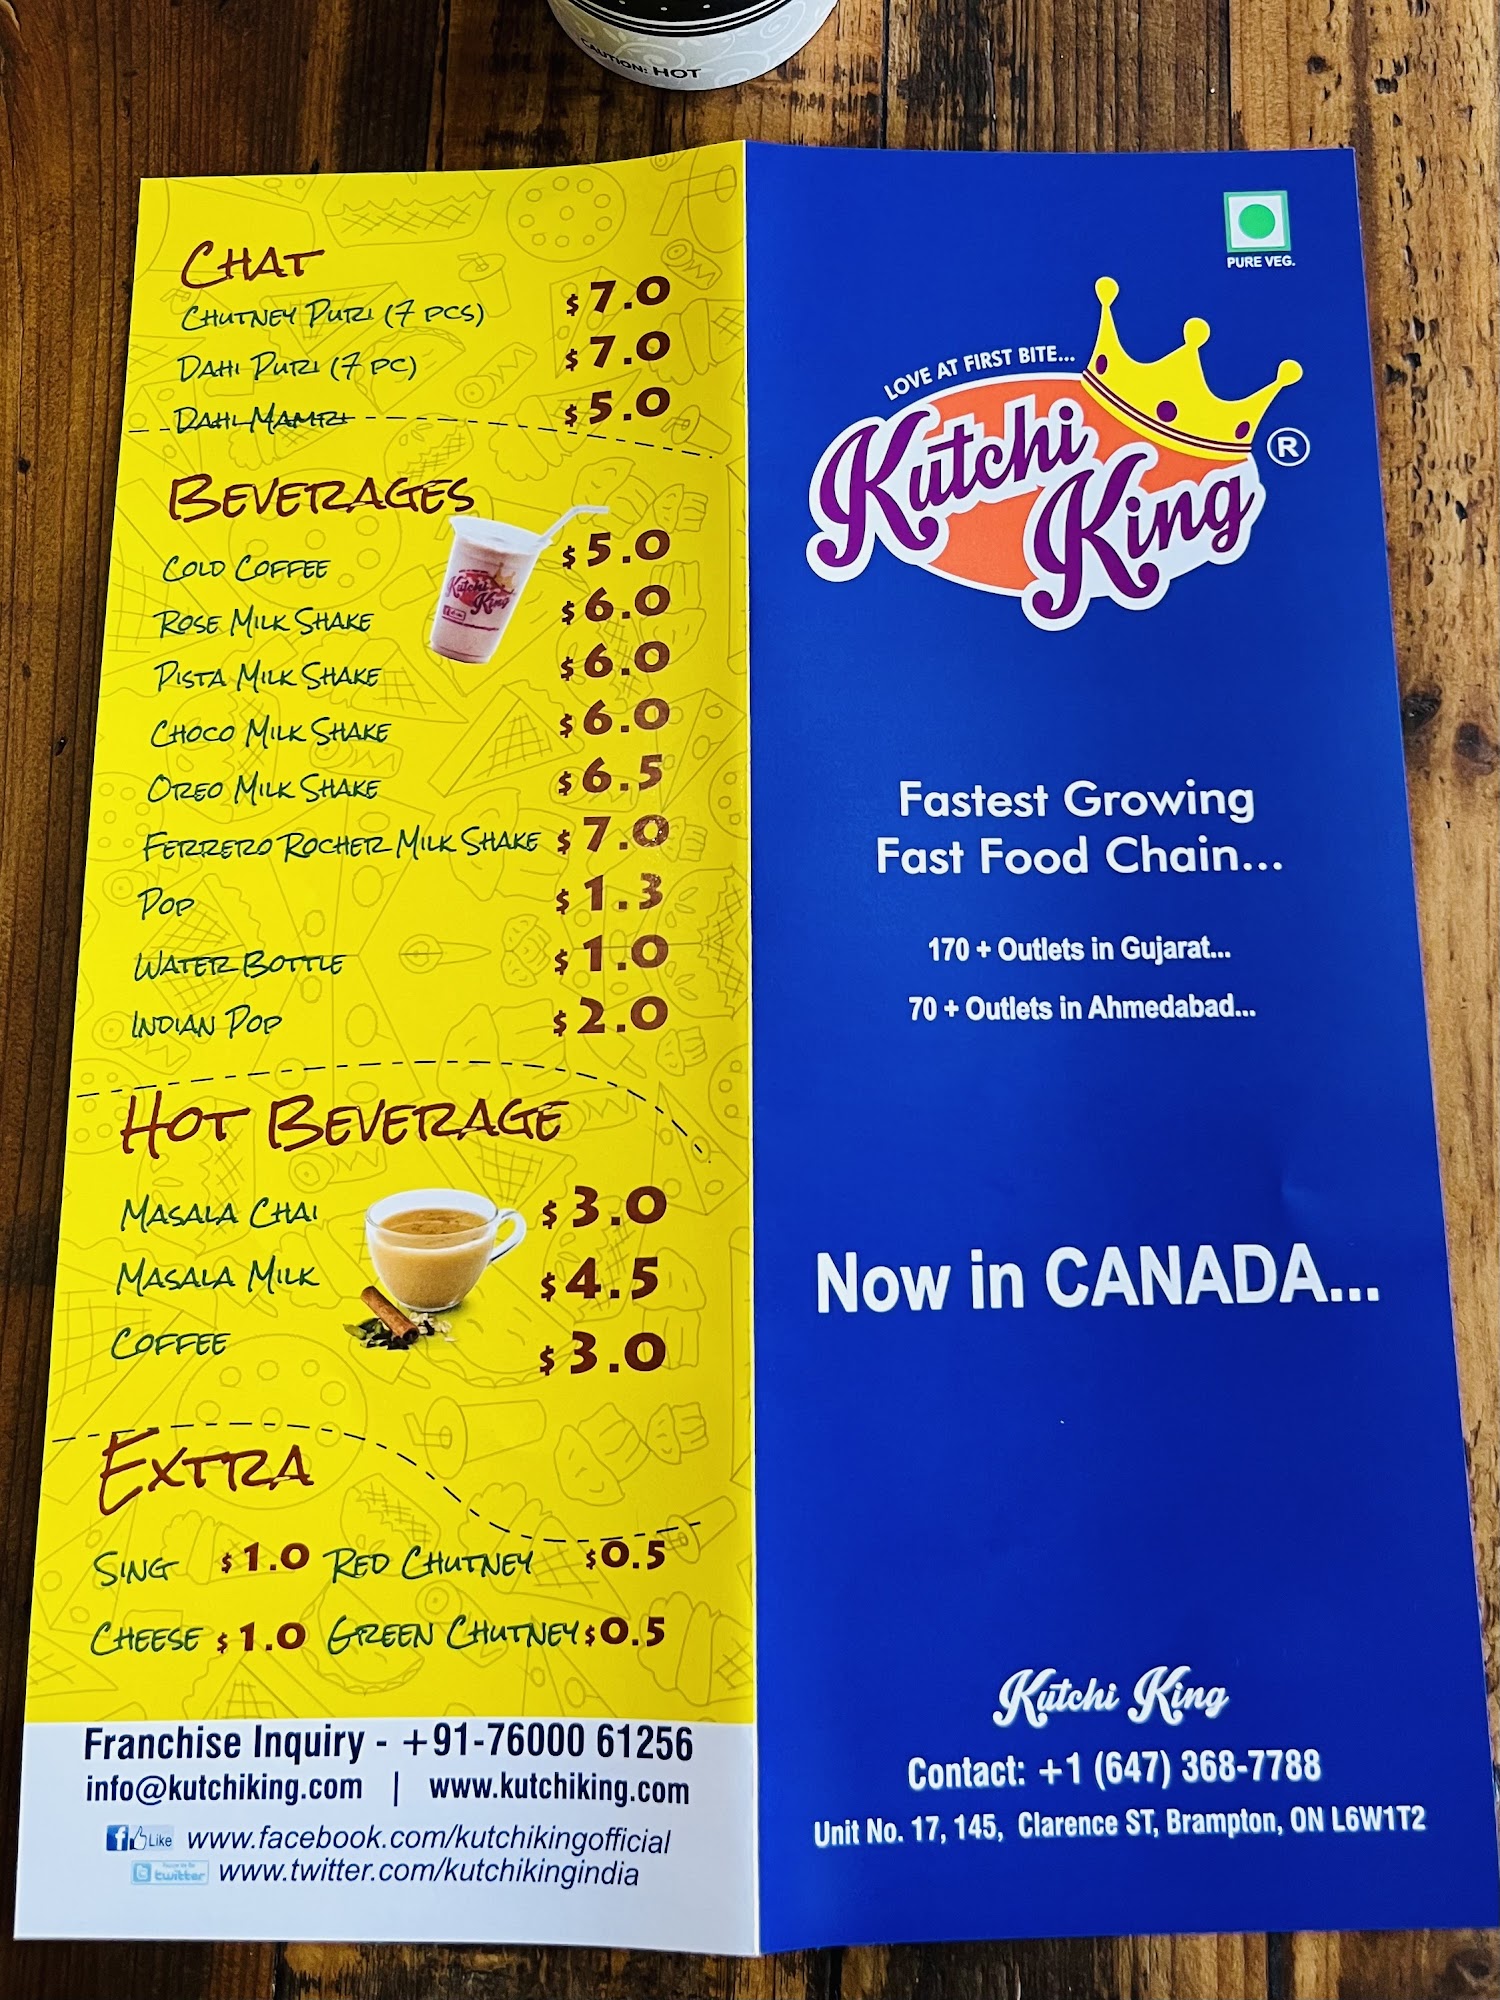 CAUTION: HOT
CHAT
CHUTNEY PURI (7 PCS) $7.0
DAHI PURI (7 PC) $7.0
DAHI MAMRI $5.0
BEVERAGES
COLD COFFEE $5.0
ROSE MILK SHAKE $6.0
PISTA MILK SHAKE $6.0
CHOCO MILK SHAKE $6.0
OREO MILK SHAKE $6.5
FERRERO ROCHER MILK SHAKE $7.0
POP $1.3
WATER BOTTLE $1.0
INDIAN POP $2.0
Kutchi
King
HOT BEVERAGE
MASALA CHAI $3.0
MASALA MILK $4.5
COFFEE $3.0
EXTRA
SING $1.0 RED CHUTNEY $0.5
CHEESE $1.0 GREEN CHUTNEY $0.5
Franchise Inquiry - +91-76000 61256
info@kutchiking.com | www.kutchiking.com
f Like www.facebook.com/kutchikingofficial
twitter www.twitter.com/kutchikingindia
PURE VEG.
LOVE AT FIRST BITE...
Kutchi
King ®
Fastest Growing
Fast Food Chain...
170 + Outlets in Gujarat...
70 + Outlets in Ahmedabad...
Now in CANADA...
Kutchi King
Contact: +1 (647) 368-7788
Unit No. 17, 145, Clarence ST, Brampton, ON L6W1T2